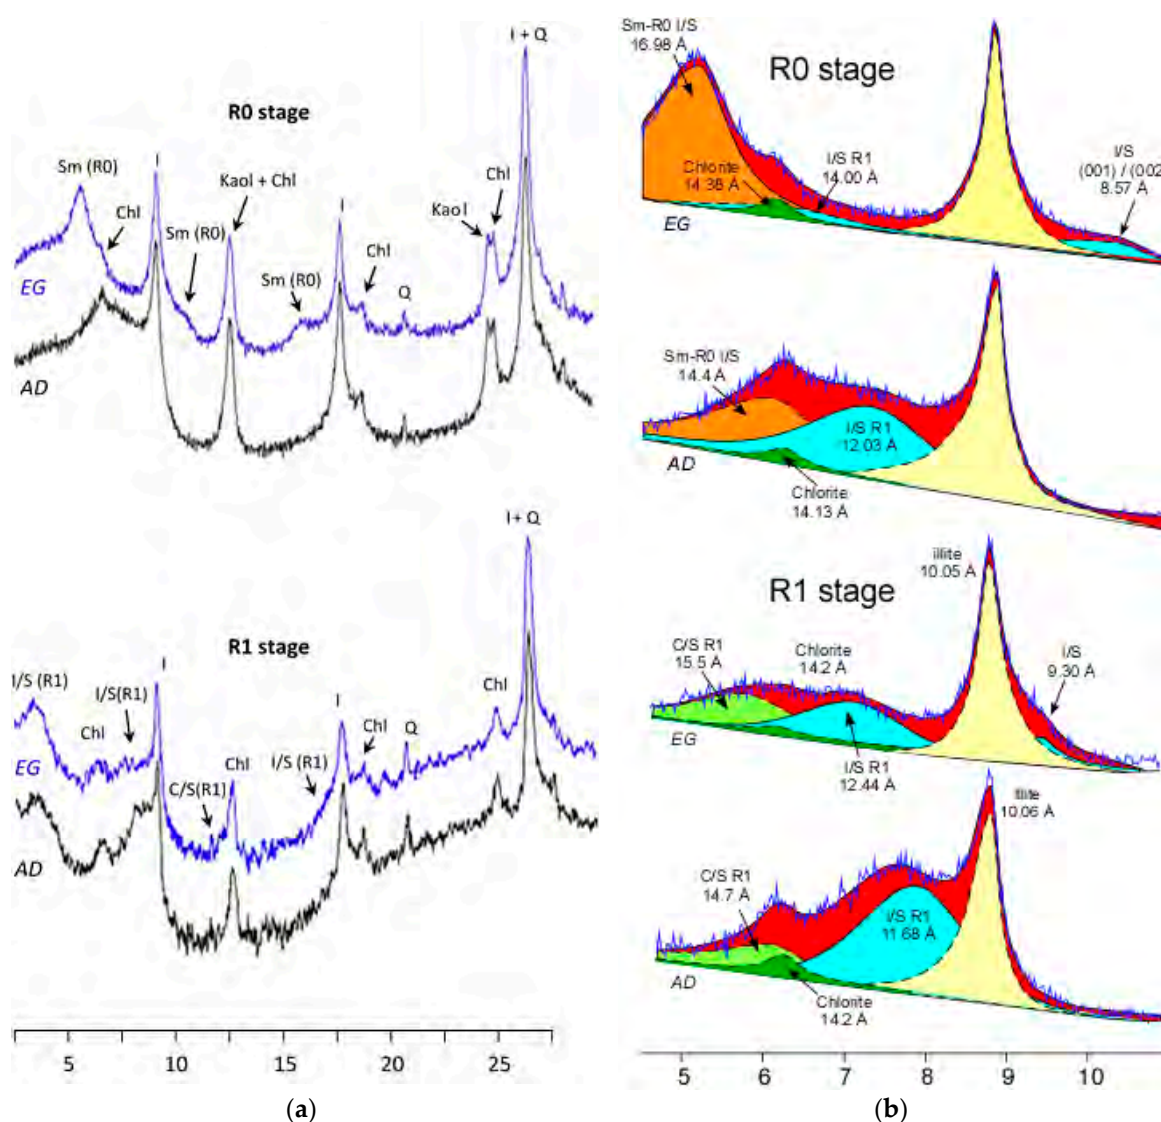 I + Q
R0 stage
Sm (R0)
Chl
I
Kaol + Chl
Sm (R0)
I
Chl
Kaol
Sm (R0)
Chl
Q
EG
AD
I + Q
R1 stage
I/S (R1)
I/S(R1)
I
Chl
C/S(R1)
Chl
I/S (R1)
I
Chl
Q
Chl
EG
AD
5
10
15
20
25
(a)
Sm-R0 I/S
16.98 Å
R0 stage
Chlorite
14.38 Å
I/S R1
14.00 Å
I/S
(001) / (002
8.57 Å
EG
Sm-R0 I/S
14.4 Å
I/S R1
12.03 Å
AD
Chlorite
14.13 Å
illite
10.05 Å
R1 stage
C/S R1
15.5 Å
Chlorite
14.2 Å
I/S
9.30 Å
EG
I/S R1
12.44 Å
illite
10.06 Å
C/S R1
14.7 Å
I/S R1
11.68 Å
AD
Chlorite
14.2 Å
5 6 7 8 9 10
(b)